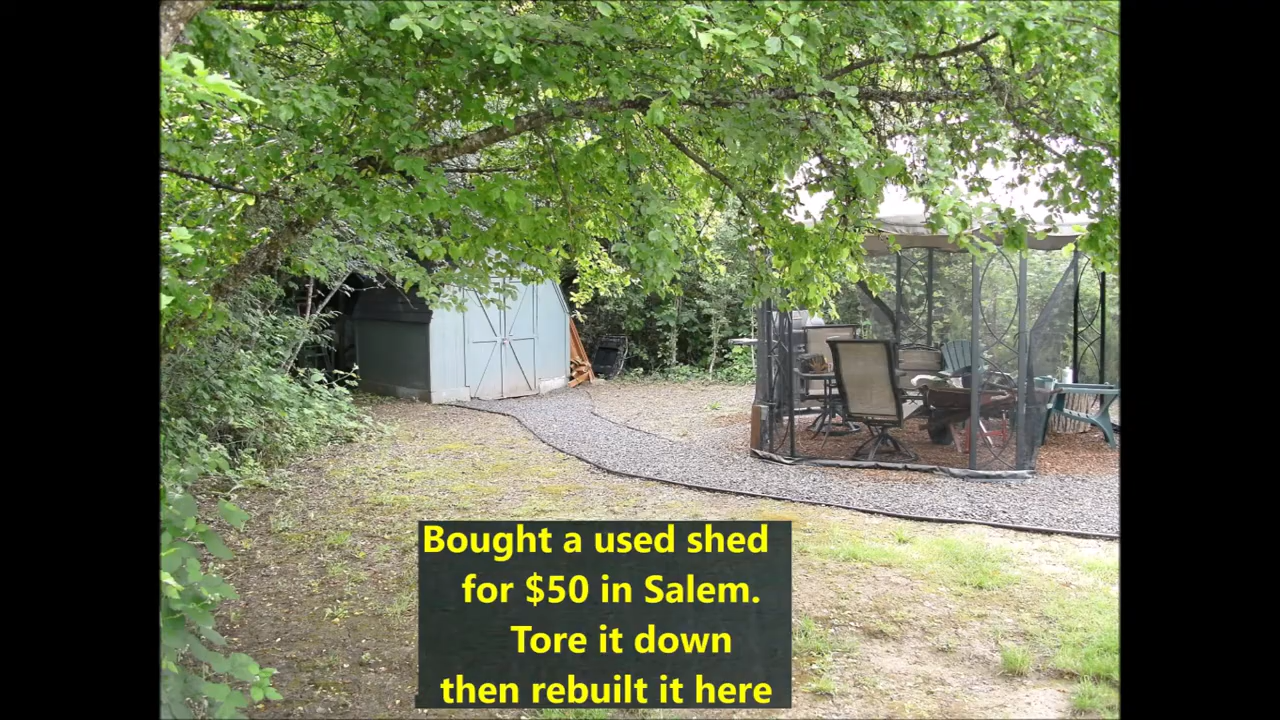 Bought a used shed
for $50 in Salem.
Tore it down
then rebuilt it here